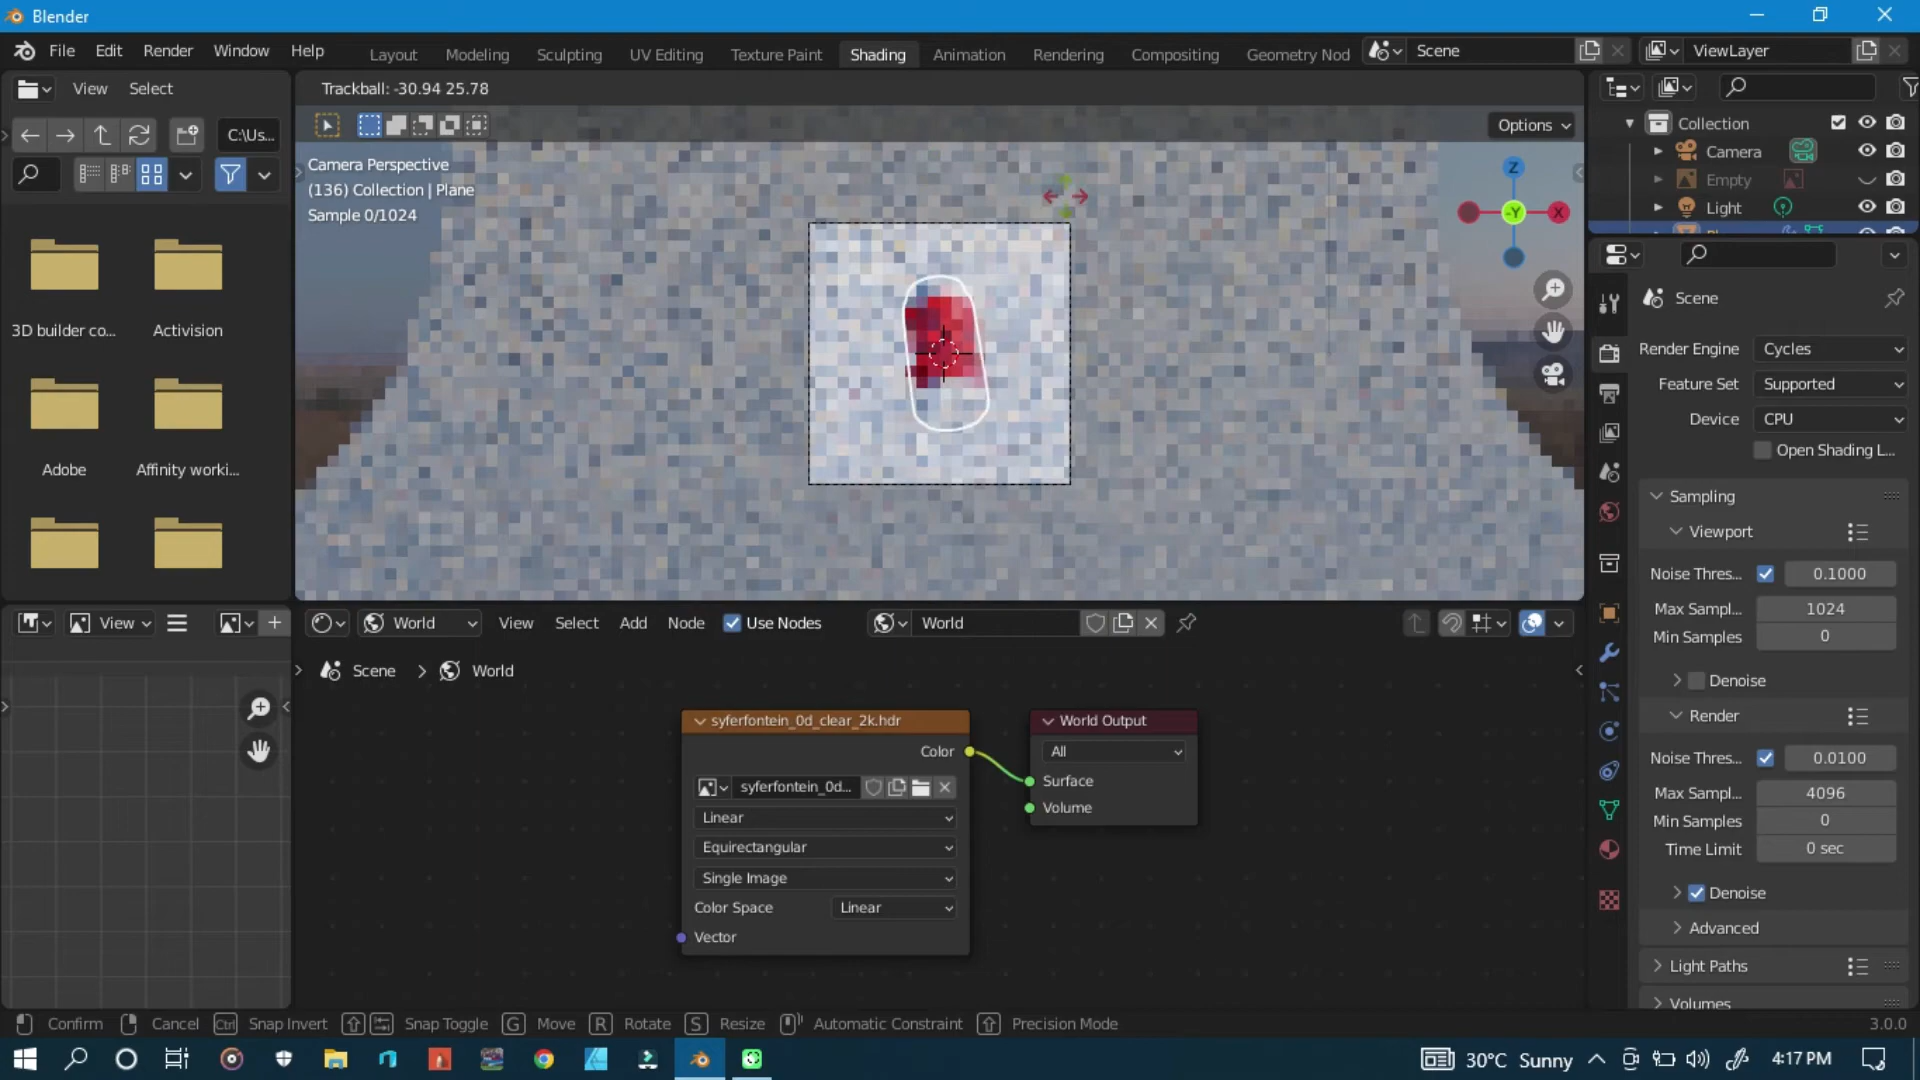 Blender
File Edit Render Window Help Layout Modeling Sculpting UV Editing Texture Paint Shading Animation Rendering Compositing Geometry Nod Scene ViewLayer
View Select
Trackball: -30.94 25.78
C:\Us...
Options
Camera Perspective
(136) Collection | Plane
Sample 0/1024
Z
-Y
X
3D builder co...
Activision
Adobe
Affinity worki...
Collection
Camera
Empty
Light
Scene
Render Engine Cycles
Feature Set Supported
Device CPU
Open Shading L...
Sampling
Viewport
Noise Thres... 0.1000
Max Sampl... 1024
Min Samples 0
Denoise
Render
Noise Thres... 0.0100
Max Sampl... 4096
Min Samples 0
Time Limit 0 sec
Denoise
Advanced
Light Paths
Volumes
View
World View Select Add Node Use Nodes World
Scene World
syferfontein_0d_clear_2k.hdr
Color
syferfontein_0d...
Linear
Equirectangular
Single Image
Color Space Linear
Vector
World Output
All
Surface
Volume
Confirm Cancel Ctrl Snap Invert Snap Toggle G Move R Rotate S Resize Automatic Constraint Precision Mode
3.0.0
30°C Sunny 4:17 PM